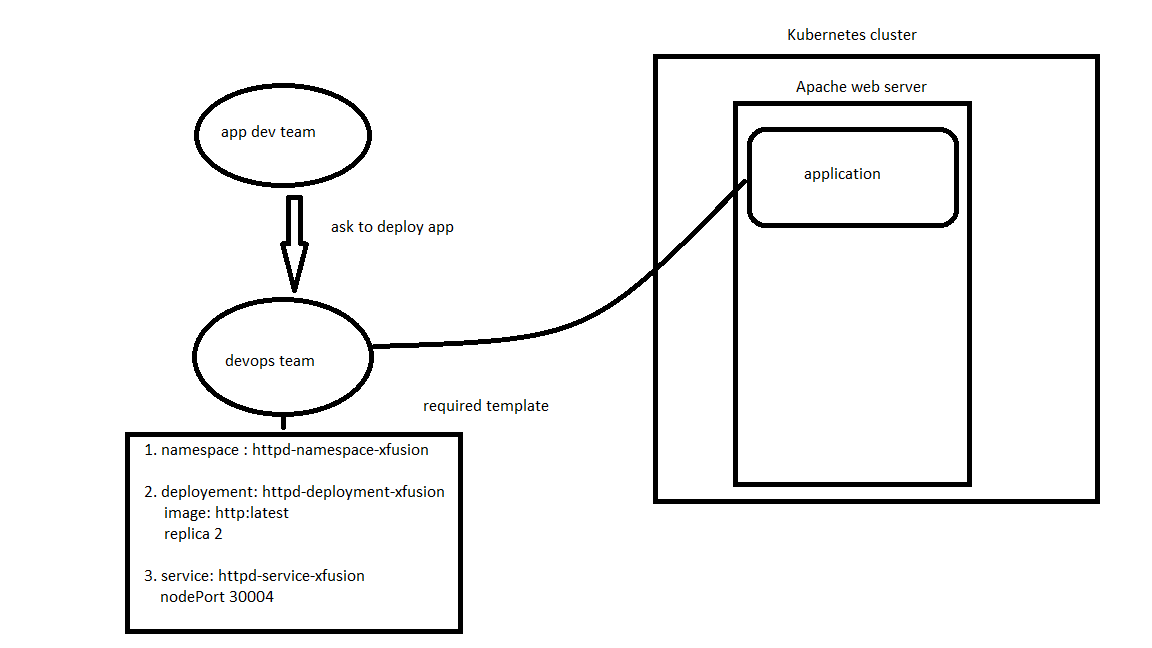 Kubernetes cluster
Apache web server
app dev team
application
ask to deploy app
devops team
required template
1. namespace : httpd-namespace-xfusion
2. deployement: httpd-deployment-xfusion
image: http:latest
replica 2
3. service: httpd-service-xfusion
nodePort 30004